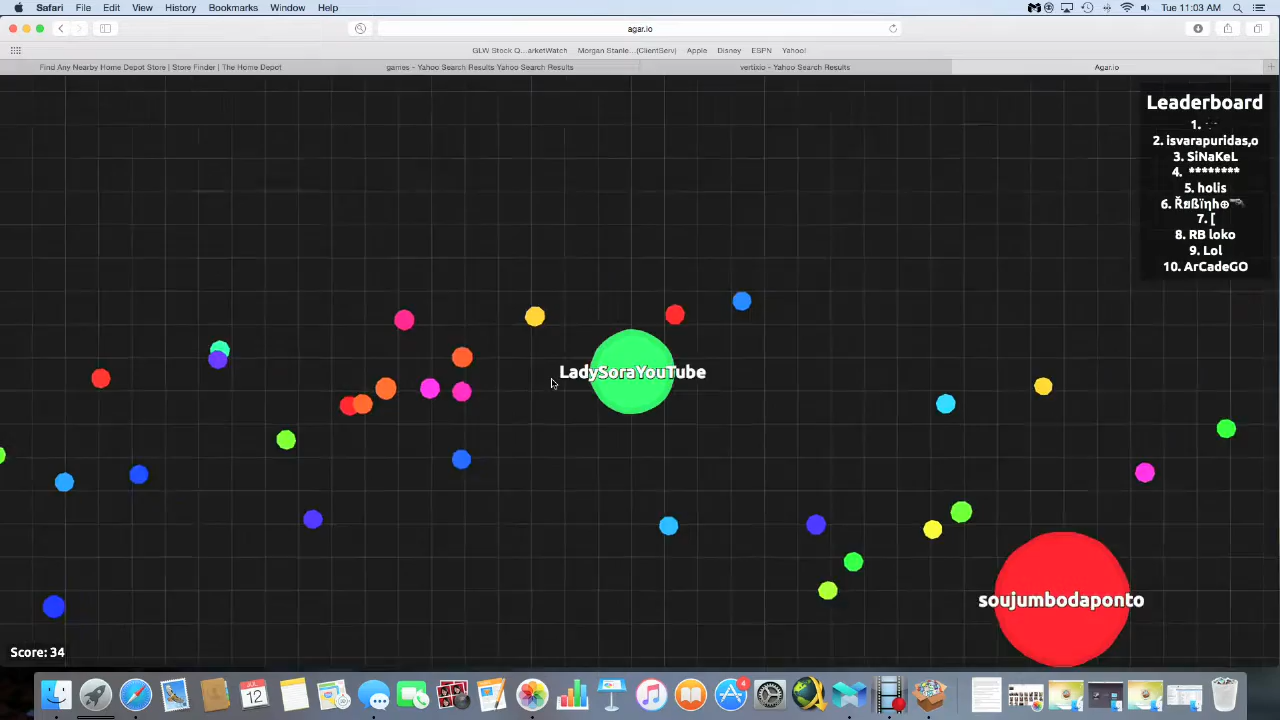 Safari File Edit View History Bookmarks Window Help
Tue 11:03 AM
agar.io
GLW Stock Q...arketWatch Morgan Stanle...(ClientServ) Apple Disney ESPN Yahoo!
Find Any Nearby Home Depot Store | Store Finder | The Home Depot
games - Yahoo Search Results Yahoo Search Results
vertixio - Yahoo Search Results
Agar.io
Leaderboard
1.
2. isvarapuridas,o
3. SiNaKeL
4. ********
5. holis
6.
7. [
8. RB loko
9. Lol
10. ArCadeGO
LadySoraYouTube
soujumbodaponto
Score: 34
12
4